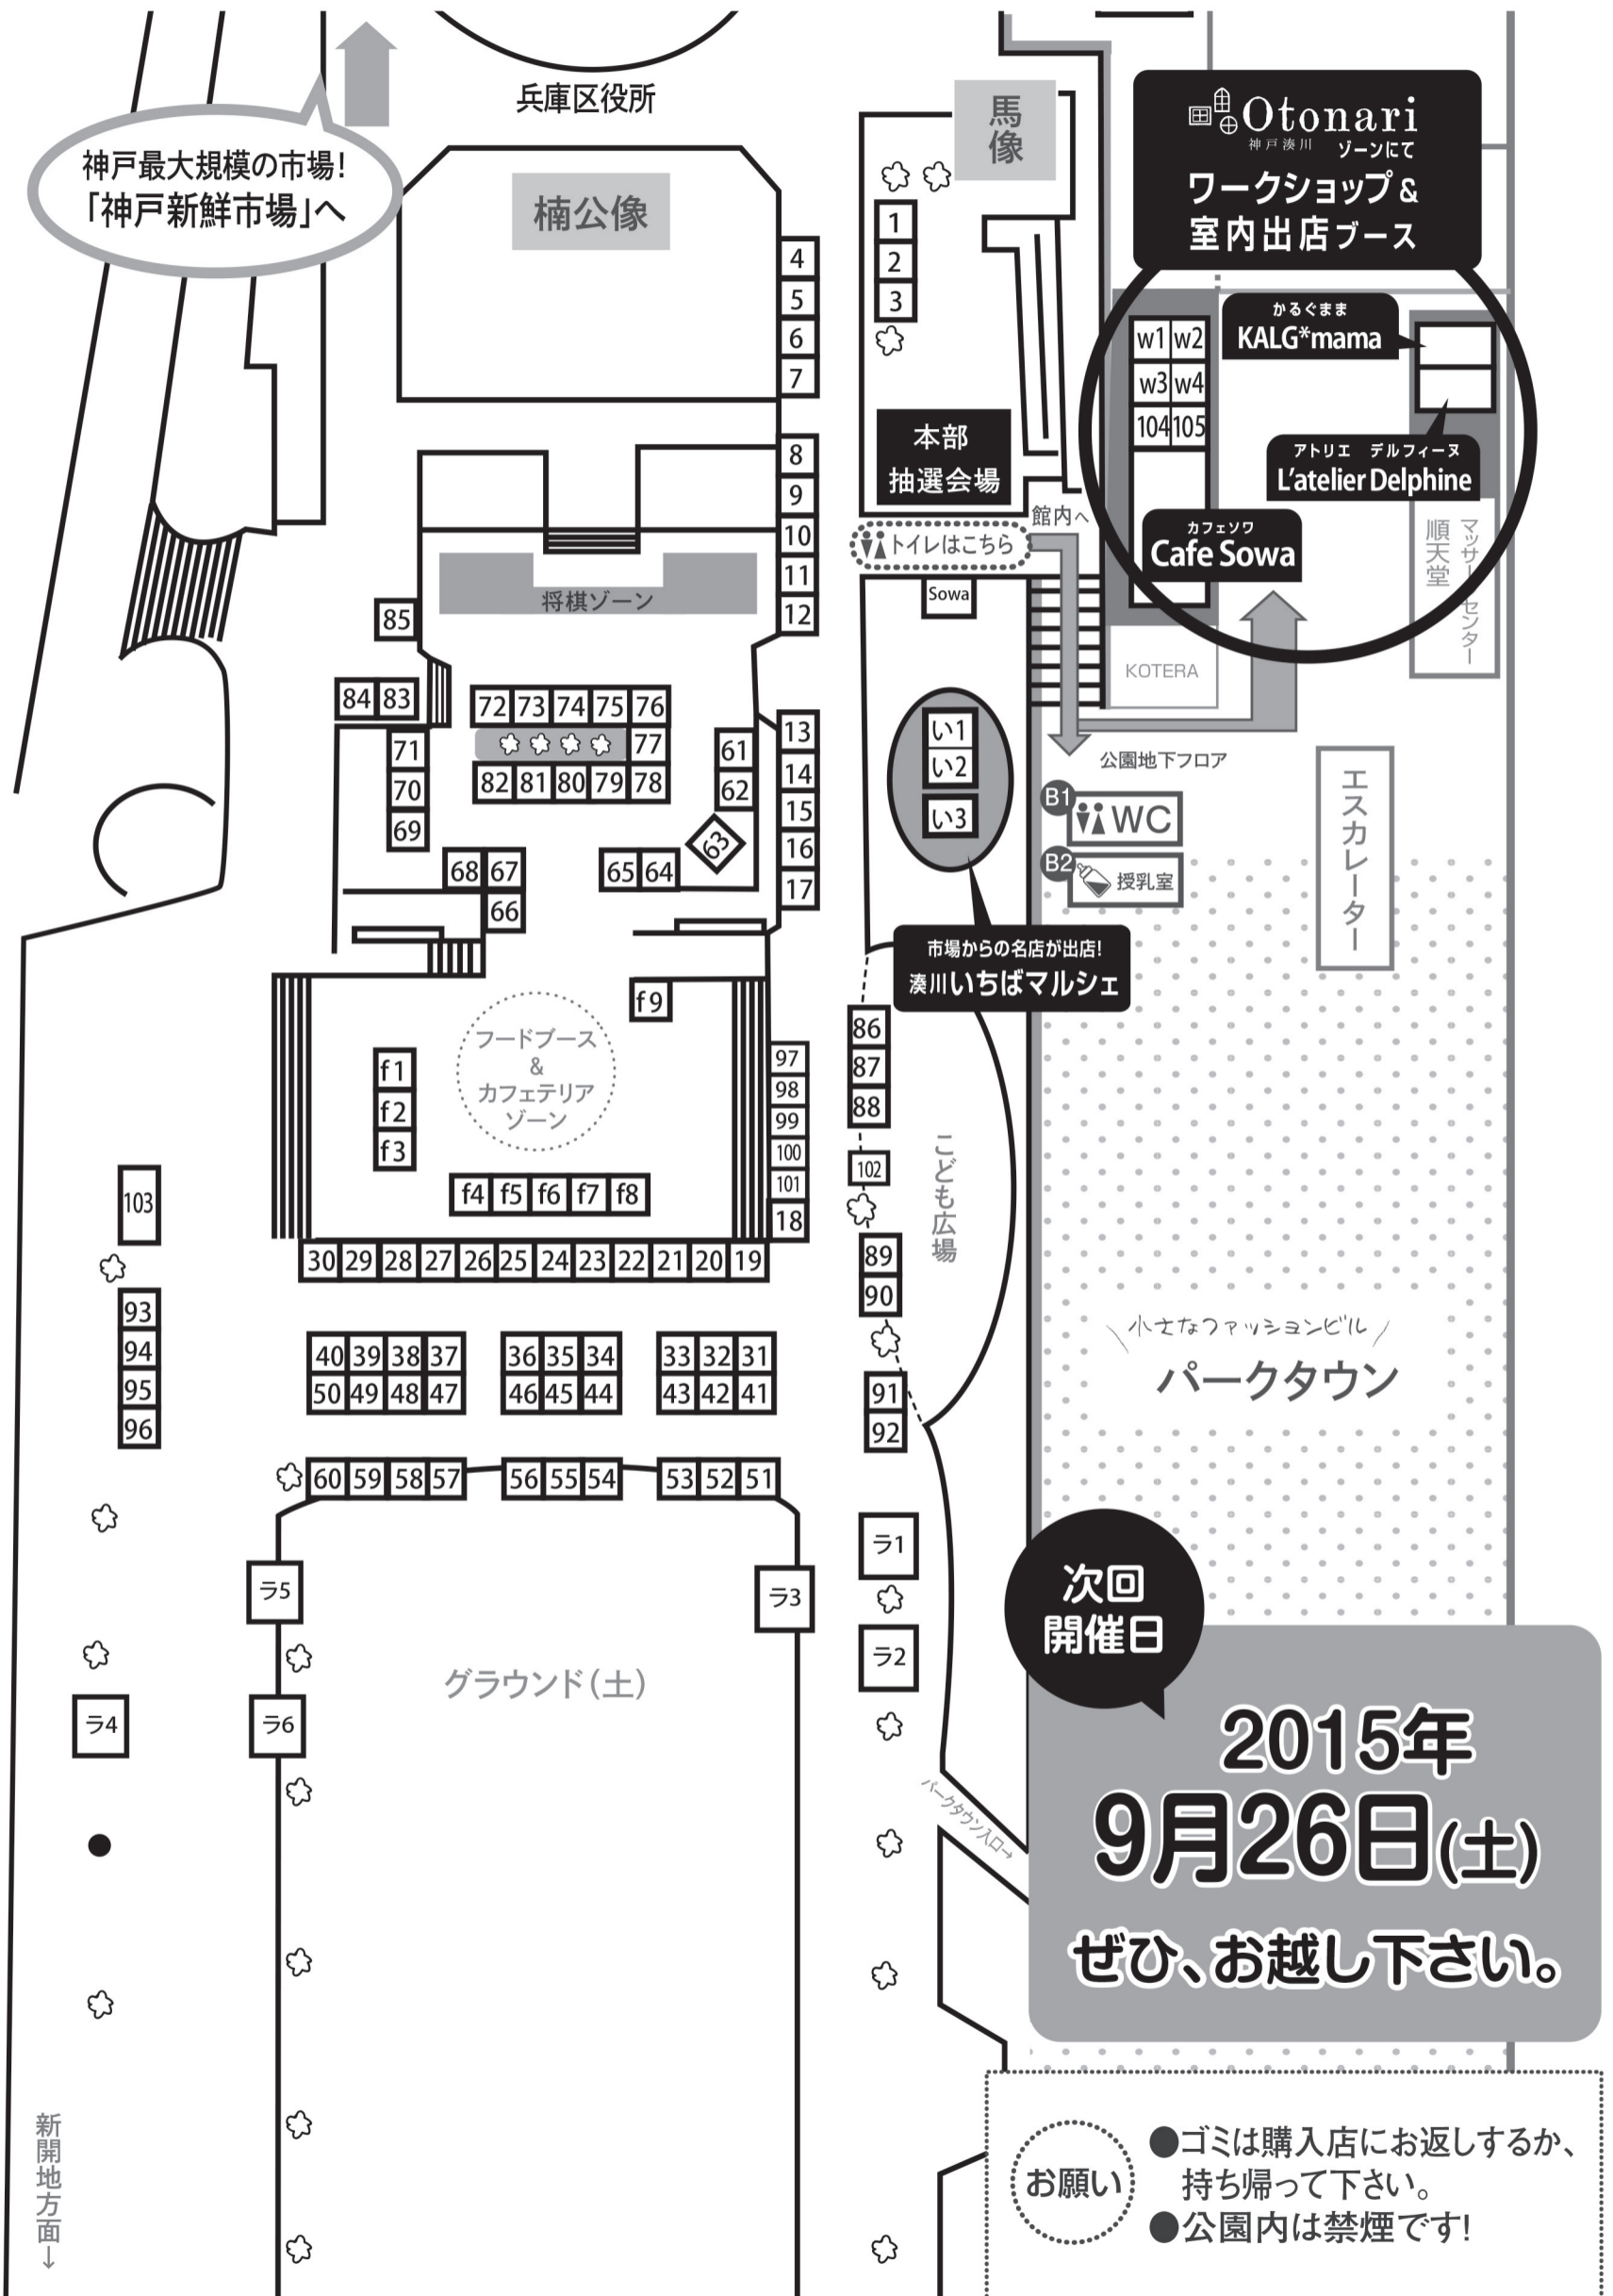 兵庫区役所
神戸最大規模の市場!
「神戸新鮮市場」へ
楠公像
馬像
Otonari
神戸湊川 ゾーンにて
ワークショップ&
室内出店ブース
1
2
3
4
5
6
7
8
9
10
11
12
本部
抽選会場
館内へ
トイレはこちら
w1 w2
w3 w4
104 105
かるぐまま
KALG*mama
アトリエ デルフィーヌ
L'atelier Delphine
カフェソワ
Cafe Sowa
順天堂
マッサージセンター
KOTERA
Sowa
将棋ゾーン
85
84 83
72 73 74 75 76
77
82 81 80 79 78
71
70
69
61
62
63
68 67
66
65 64
13
14
15
16
17
い1
い2
い3
公園地下フロア
B1 WC
B2 授乳室
エスカレーター
市場からの名店が出店!
湊川いちばマルシェ
f9
フードブース
&
カフェテリア
ゾーン
f1
f2
f3
f4 f5 f6 f7 f8
97
98
99
100
101
18
86
87
88
102
89
90
91
92
こども広場
103
93
94
95
96
30 29 28 27 26 25 24 23 22 21 20 19
40 39 38 37 36 35 34 33 32 31
50 49 48 47 46 45 44 43 42 41
60 59 58 57 56 55 54 53 52 51
小さなファッションビル
パークタウン
ラ1
ラ2
ラ3
ラ5
ラ4
ラ6
グラウンド(土)
パークタウン入口→
次回
開催日
2015年
9月26日(土)
ぜひ、お越し下さい。
新開地方面→
お願い
●ゴミは購入店にお返しするか、
持ち帰って下さい。
●公園内は禁煙です!